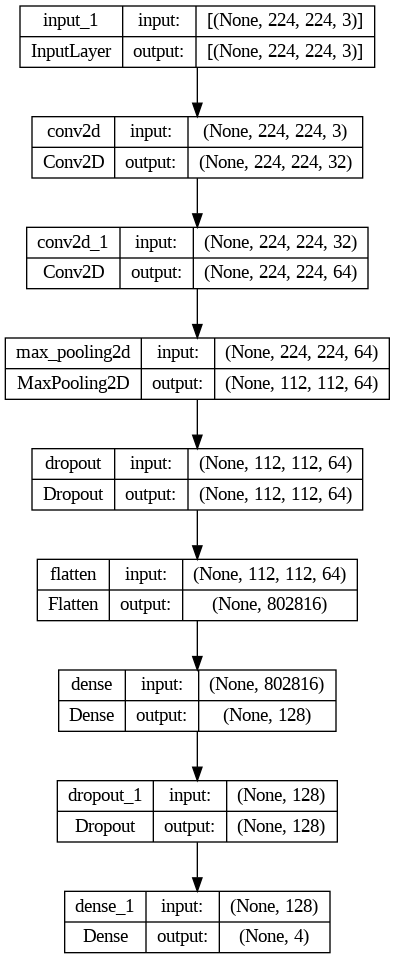 input_1 input: [(None, 224, 224, 3)]
InputLayer output: [(None, 224, 224, 3)]
conv2d input: (None, 224, 224, 3)
Conv2D output: (None, 224, 224, 32)
conv2d_1 input: (None, 224, 224, 32)
Conv2D output: (None, 224, 224, 64)
max_pooling2d input: (None, 224, 224, 64)
MaxPooling2D output: (None, 112, 112, 64)
dropout input: (None, 112, 112, 64)
Dropout output: (None, 112, 112, 64)
flatten input: (None, 112, 112, 64)
Flatten output: (None, 802816)
dense input: (None, 802816)
Dense output: (None, 128)
dropout_1 input: (None, 128)
Dropout output: (None, 128)
dense_1 input: (None, 128)
Dense output: (None, 4)